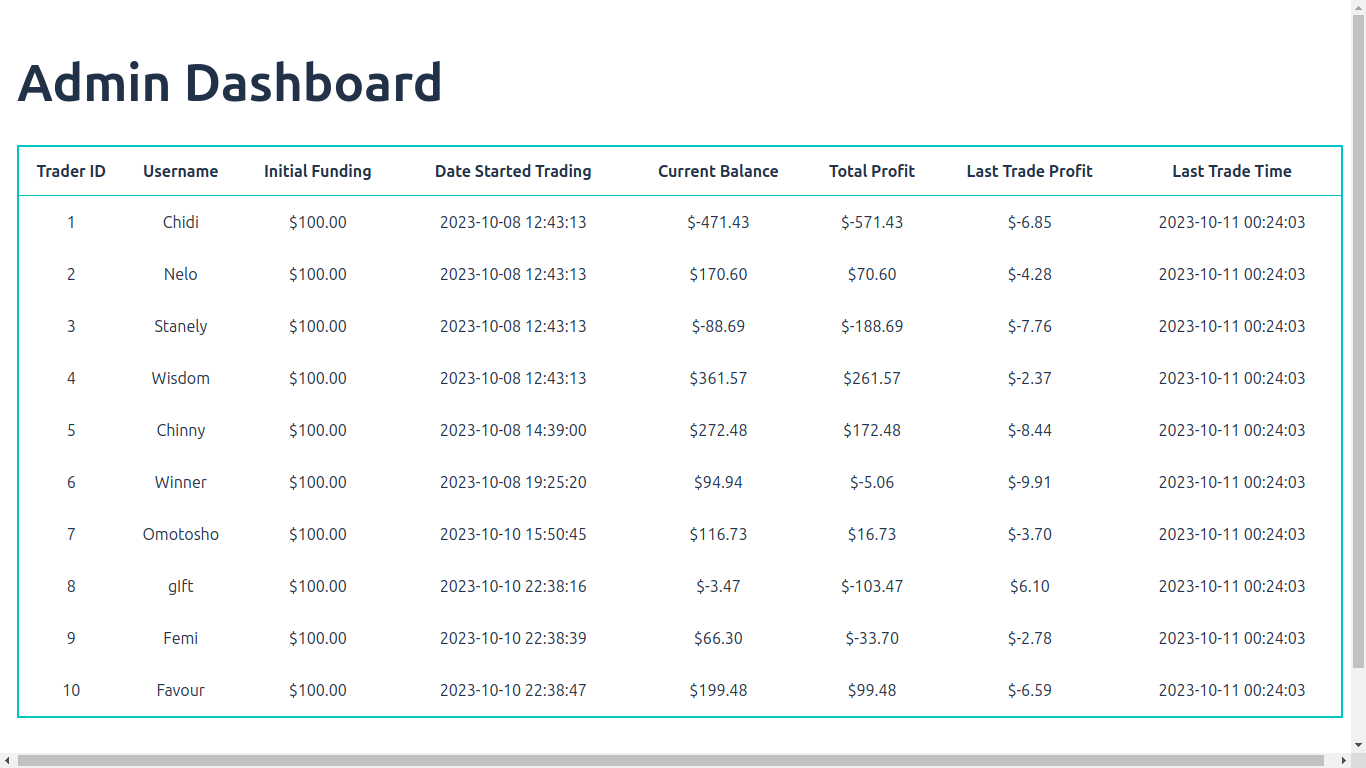 Admin Dashboard
Trader ID Username Initial Funding Date Started Trading Current Balance Total Profit Last Trade Profit Last Trade Time
1 Chidi $100.00 2023-10-08 12:43:13 $-471.43 $-571.43 $-6.85 2023-10-11 00:24:03
2 Nelo $100.00 2023-10-08 12:43:13 $170.60 $70.60 $-4.28 2023-10-11 00:24:03
3 Stanely $100.00 2023-10-08 12:43:13 $-88.69 $-188.69 $-7.76 2023-10-11 00:24:03
4 Wisdom $100.00 2023-10-08 12:43:13 $361.57 $261.57 $-2.37 2023-10-11 00:24:03
5 Chinny $100.00 2023-10-08 14:39:00 $272.48 $172.48 $-8.44 2023-10-11 00:24:03
6 Winner $100.00 2023-10-08 19:25:20 $94.94 $-5.06 $-9.91 2023-10-11 00:24:03
7 Omotosho $100.00 2023-10-10 15:50:45 $116.73 $16.73 $-3.70 2023-10-11 00:24:03
8 gIft $100.00 2023-10-10 22:38:16 $-3.47 $-103.47 $6.10 2023-10-11 00:24:03
9 Femi $100.00 2023-10-10 22:38:39 $66.30 $-33.70 $-2.78 2023-10-11 00:24:03
10 Favour $100.00 2023-10-10 22:38:47 $199.48 $99.48 $-6.59 2023-10-11 00:24:03